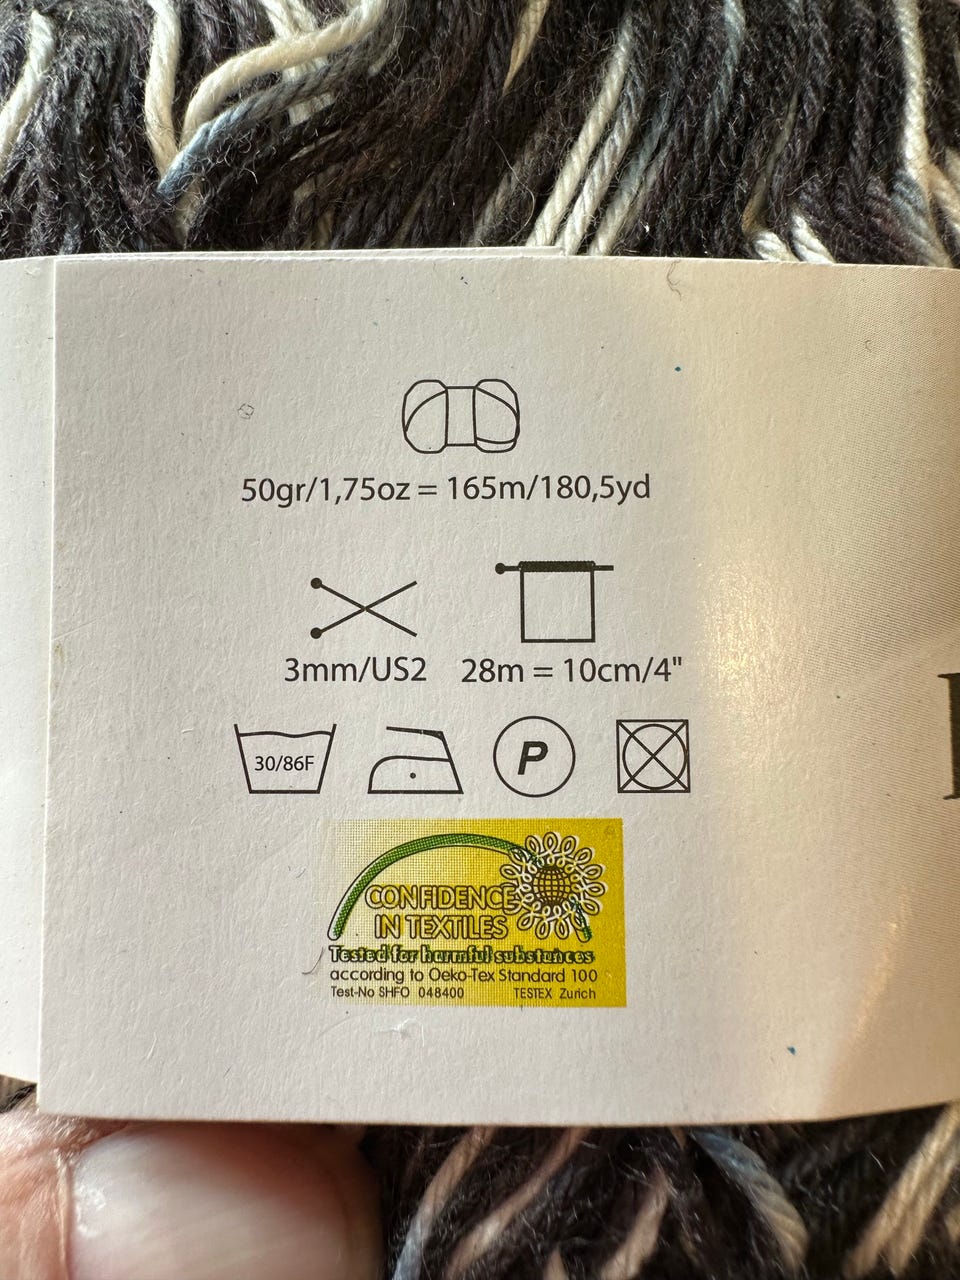 50gr/1,75oz = 165m/180,5yd
3mm/US2 28m = 10cm/4"
30/86F P
CONFIDENCE
IN TEXTILES
Tested for harmful substances
according to Oeko-Tex Standard 100
Test-No SHFO 048400 TESTEX Zurich